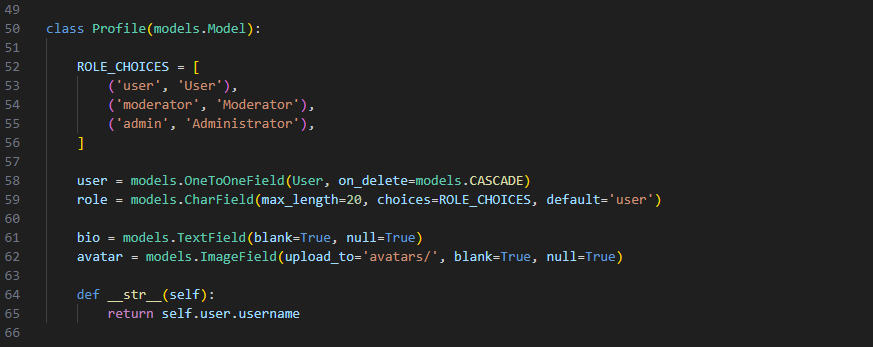 49
50 class Profile(models.Model):
51
52     ROLE_CHOICES = [
53         ('user', 'User'),
54         ('moderator', 'Moderator'),
55         ('admin', 'Administrator'),
56     ]
57
58     user = models.OneToOneField(User, on_delete=models.CASCADE)
59     role = models.CharField(max_length=20, choices=ROLE_CHOICES, default='user')
60
61     bio = models.TextField(blank=True, null=True)
62     avatar = models.ImageField(upload_to='avatars/', blank=True, null=True)
63
64     def __str__(self):
65         return self.user.username
66